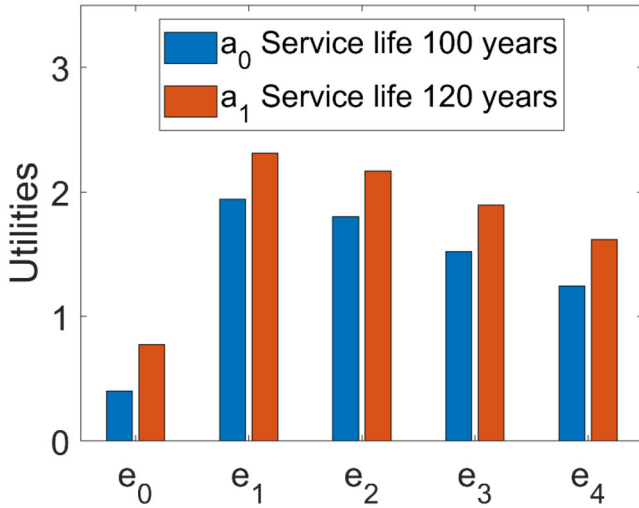 3
2
1
0
Utilities
a₀ Service life 100 years
a₁ Service life 120 years
e₀ e₁ e₂ e₃ e₄